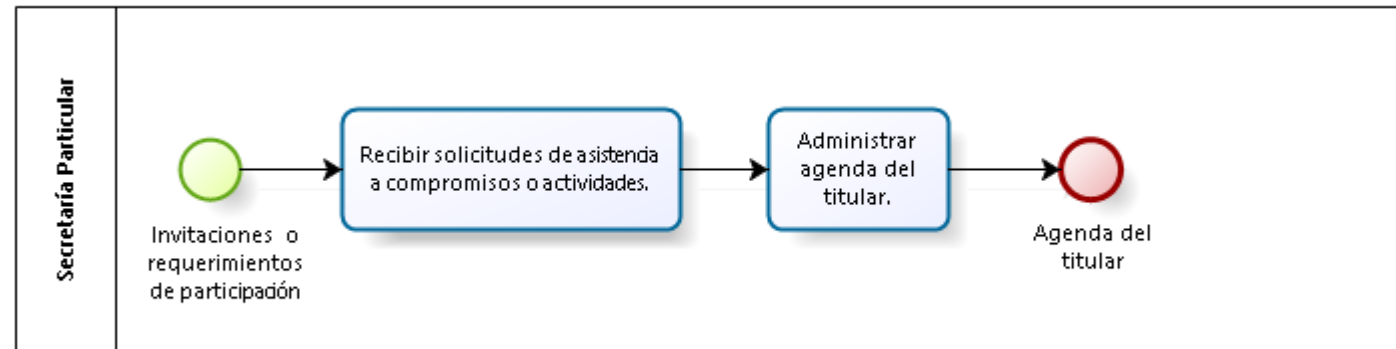 Secretaría Particular
Invitaciones o
requerimientos
de participación
Recibir solicitudes de asistencia
a compromisos o actividades.
Administrar
agenda del
titular.
Agenda del
titular